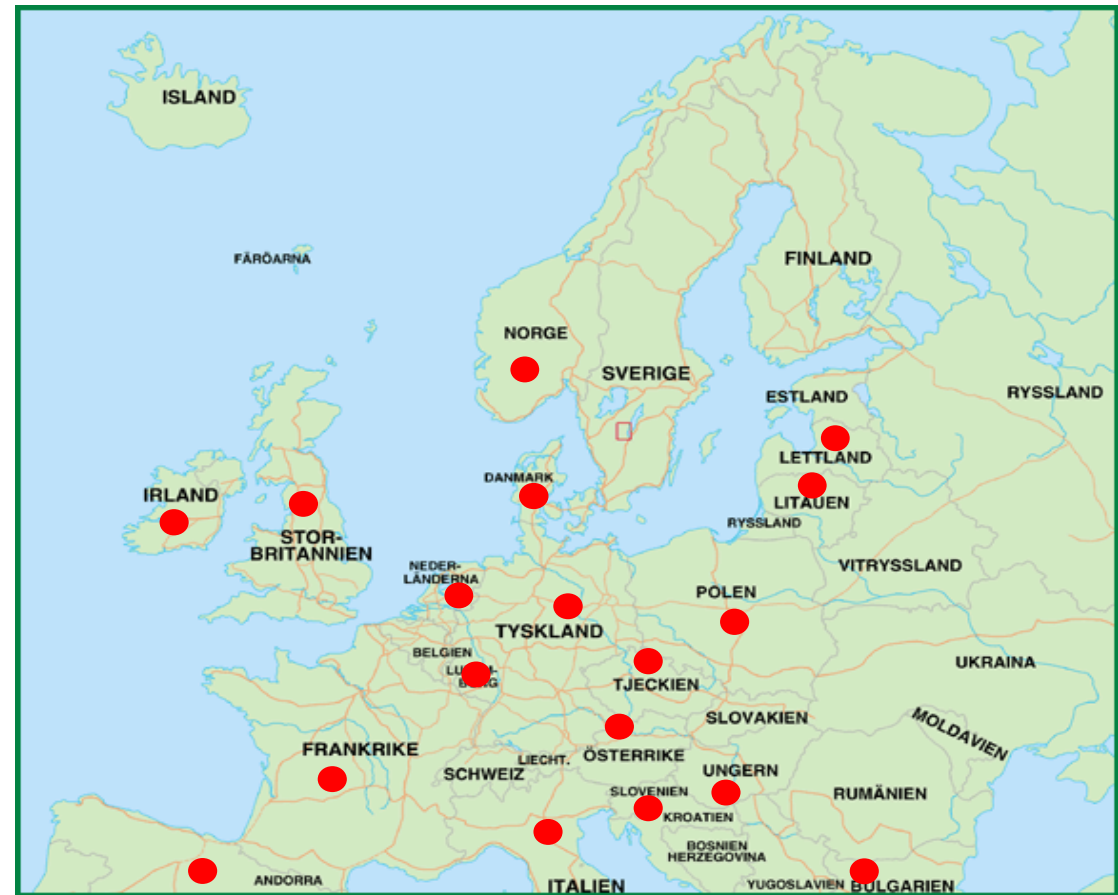 ISLAND
FÄRÖARNA
FINLAND
NORGE
SVERIGE
RYSSLAND
ESTLAND
LETTLAND
DANMARK
IRLAND
LITAUEN
RYSSLAND
STOR-
BRITANNIEN
VITRYSSLAND
NEDER-
LÄNDERNA
POLEN
TYSKLAND
BELGIEN
UKRAINA
TJECKIEN
SLOVAKIEN
MOLDAVIEN
FRANKRIKE
ÖSTERRIKE
LIECHT.
SCHWEIZ
UNGERN
SLOVENIEN
RUMÄNIEN
KROATIEN
BOSNIEN
HERZEGOVINA
ANDORRA
ITALIEN
YUGOSLAVIEN
BULGARIEN